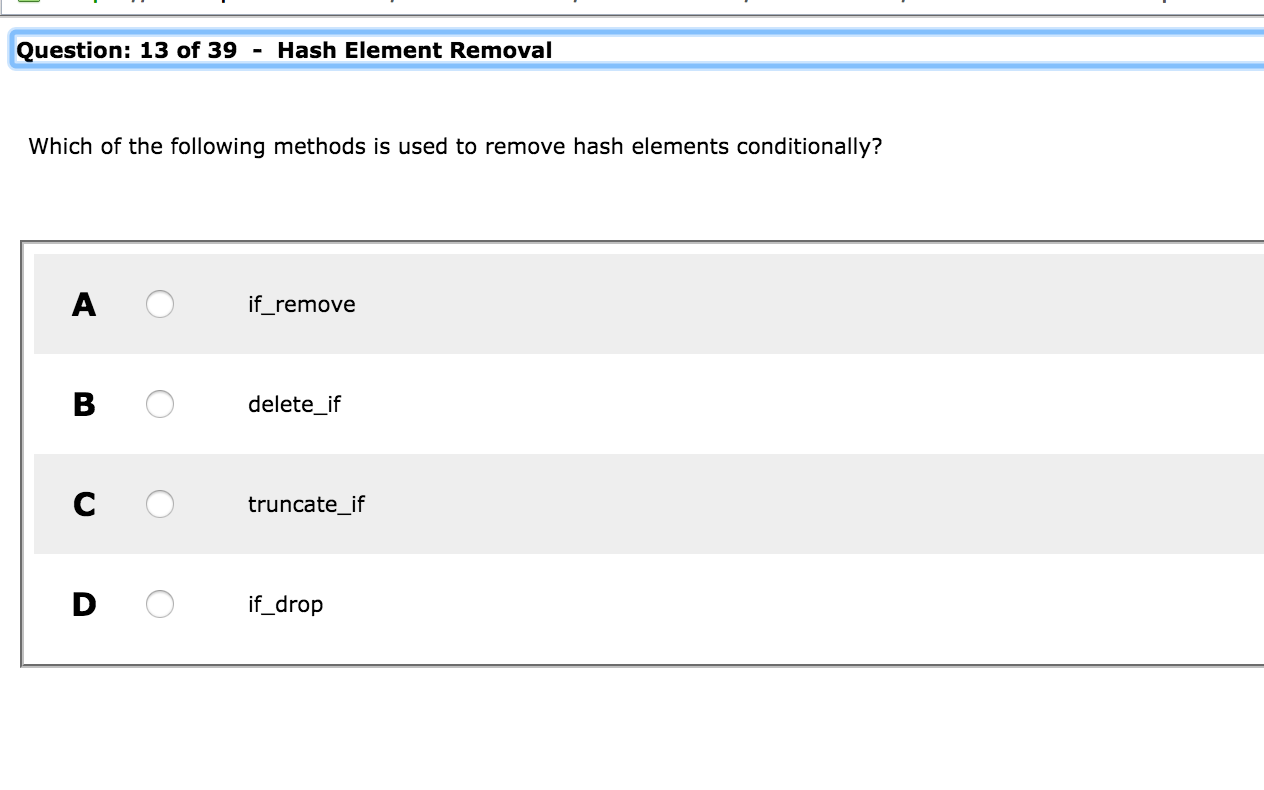 Question: 13 of 39 - Hash Element Removal
Which of the following methods is used to remove hash elements conditionally?
A if_remove
B delete_if
C truncate_if
D if_drop